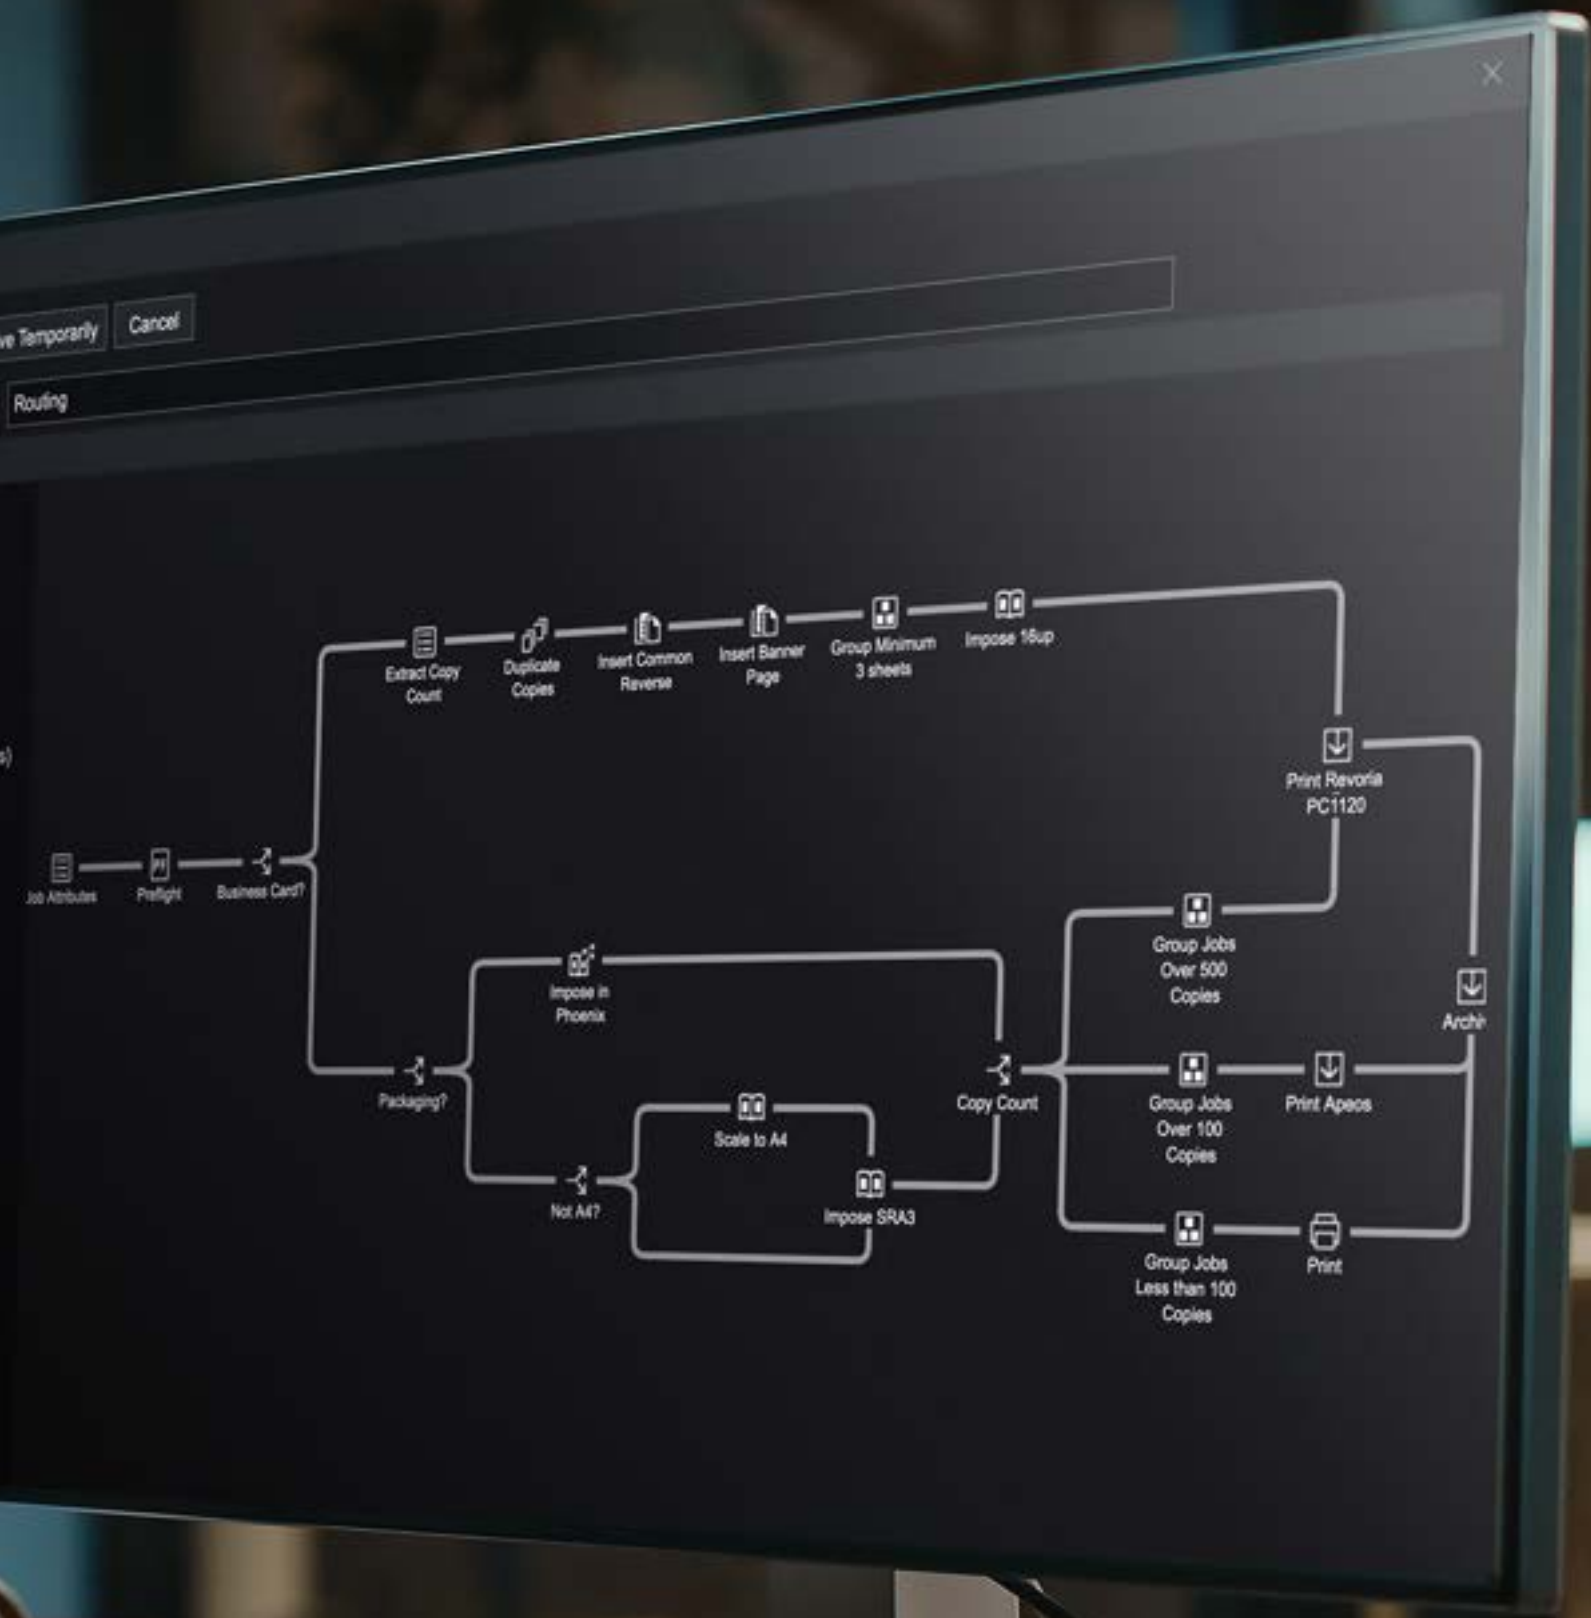 ve Temporarily
Cancel
Routing
s)
Extract Copy
Count
Duplicate
Copies
Insert Common
Reverse
Insert Banner
Page
Group Minimum
3 sheets
Impose 16up
Print Revoria
PC1120
Job Attributes
Preflight
Business Card?
Group Jobs
Over 500
Copies
Impose in
Phoenix
Archi
Packaging?
Copy Count
Group Jobs
Over 100
Copies
Print Apeos
Scale to A4
Not A4?
Impose SRA3
Group Jobs
Less than 100
Copies
Print